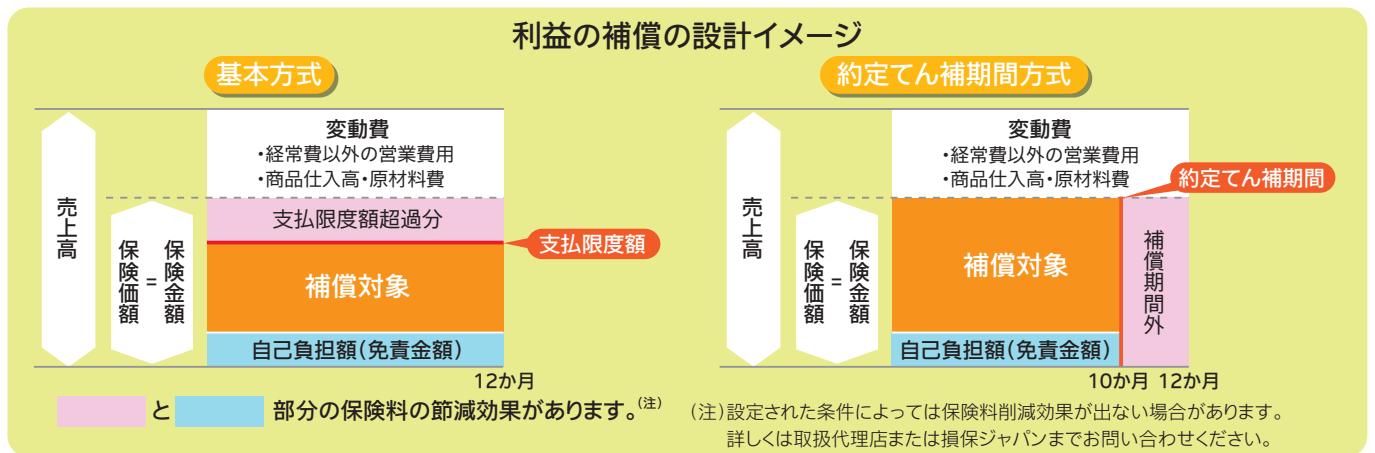 利益の補償の設計イメージ
基本方式
変動費
・経常費以外の営業費用
・商品仕入高・原材料費
売上高
保険価額
=
保険金額
支払限度額超過分
支払限度額
補償対象
自己負担額(免責金額)
12か月
約定てん補期間方式
変動費
・経常費以外の営業費用
・商品仕入高・原材料費
約定てん補期間
売上高
保険価額
=
保険金額
補償対象
補償期間外
自己負担額(免責金額)
10か月 12か月
と 部分の保険料の節減効果があります。(注)
(注)設定された条件によっては保険料削減効果が出ない場合があります。
詳しくは取扱代理店または損保ジャパンまでお問い合わせください。